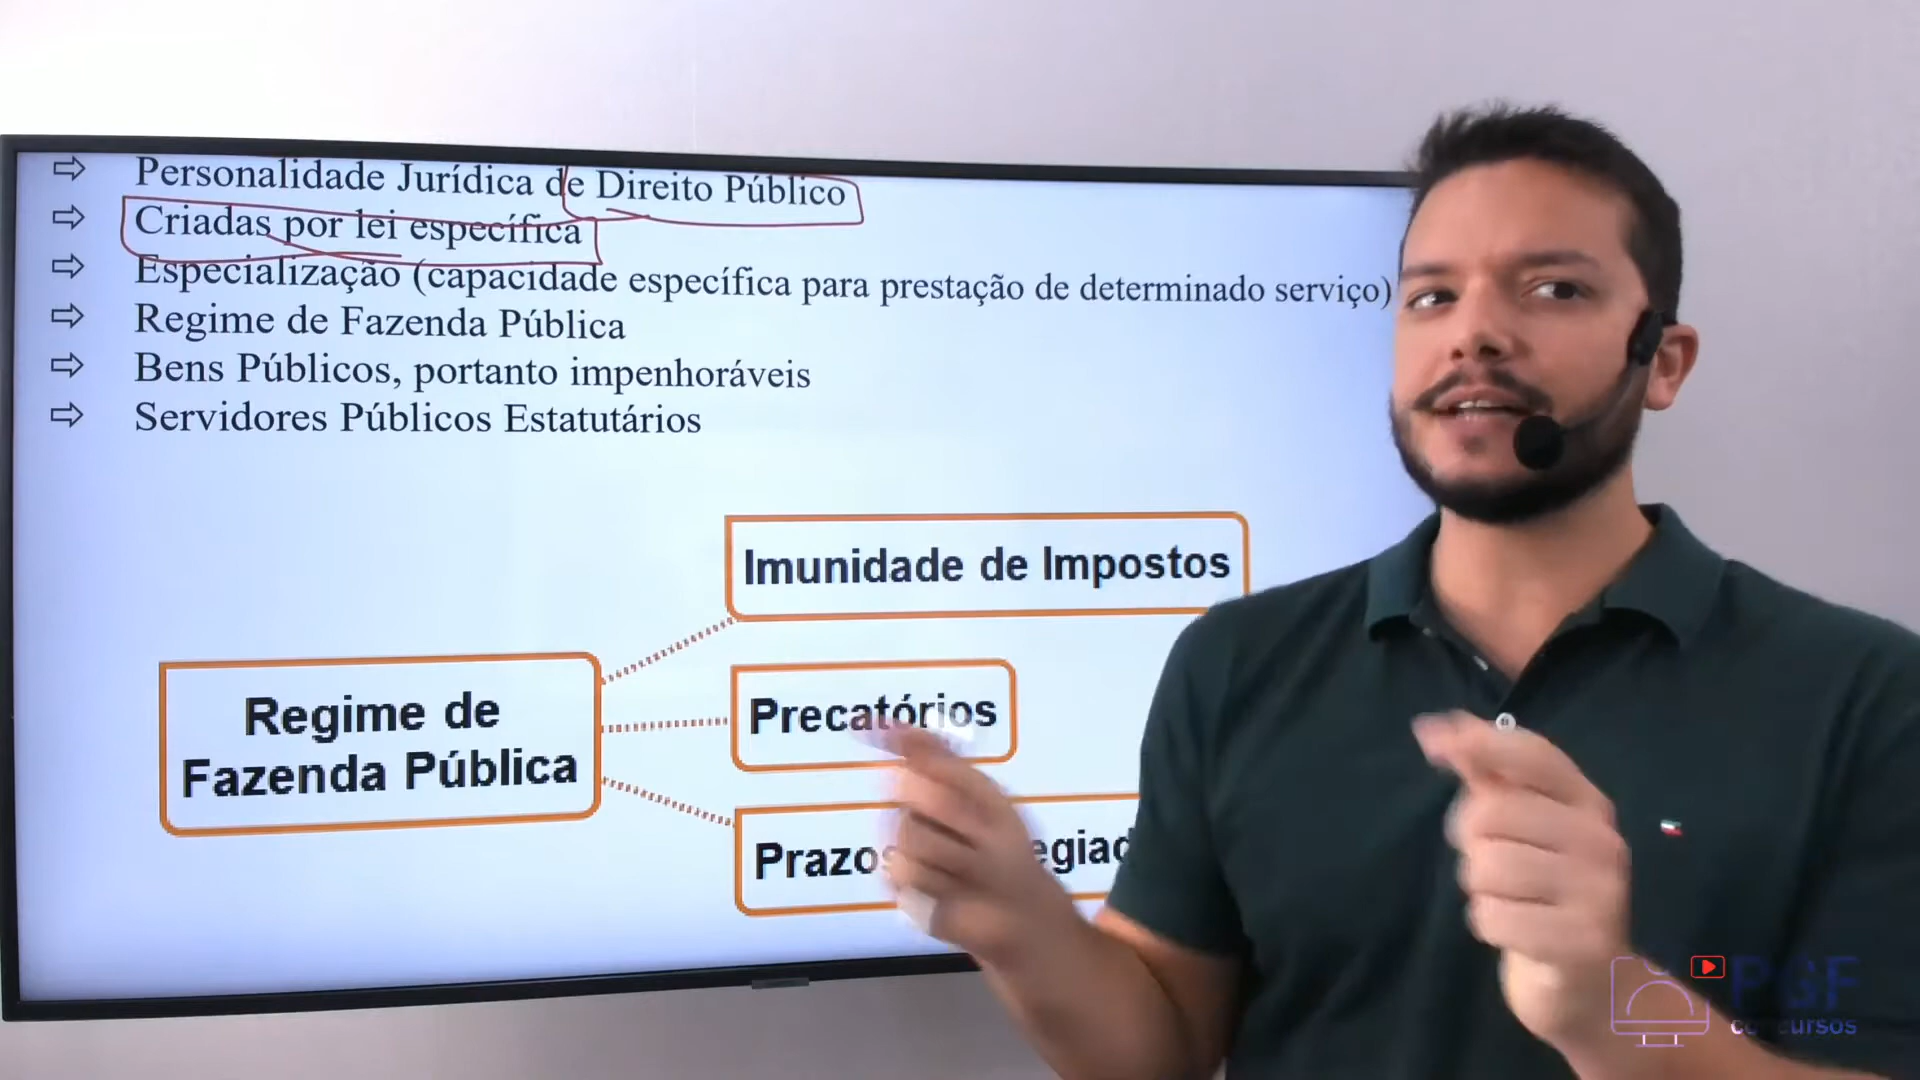 Personalidade Jurídica de Direito Público
Criadas por lei específica
Especialização (capacidade específica para prestação de determinado serviço)
Regime de Fazenda Pública
Bens Públicos, portanto impenhoráveis
Servidores Públicos Estatutários
Imunidade de Impostos
Regime de
Fazenda Pública
Precatórios
concursos